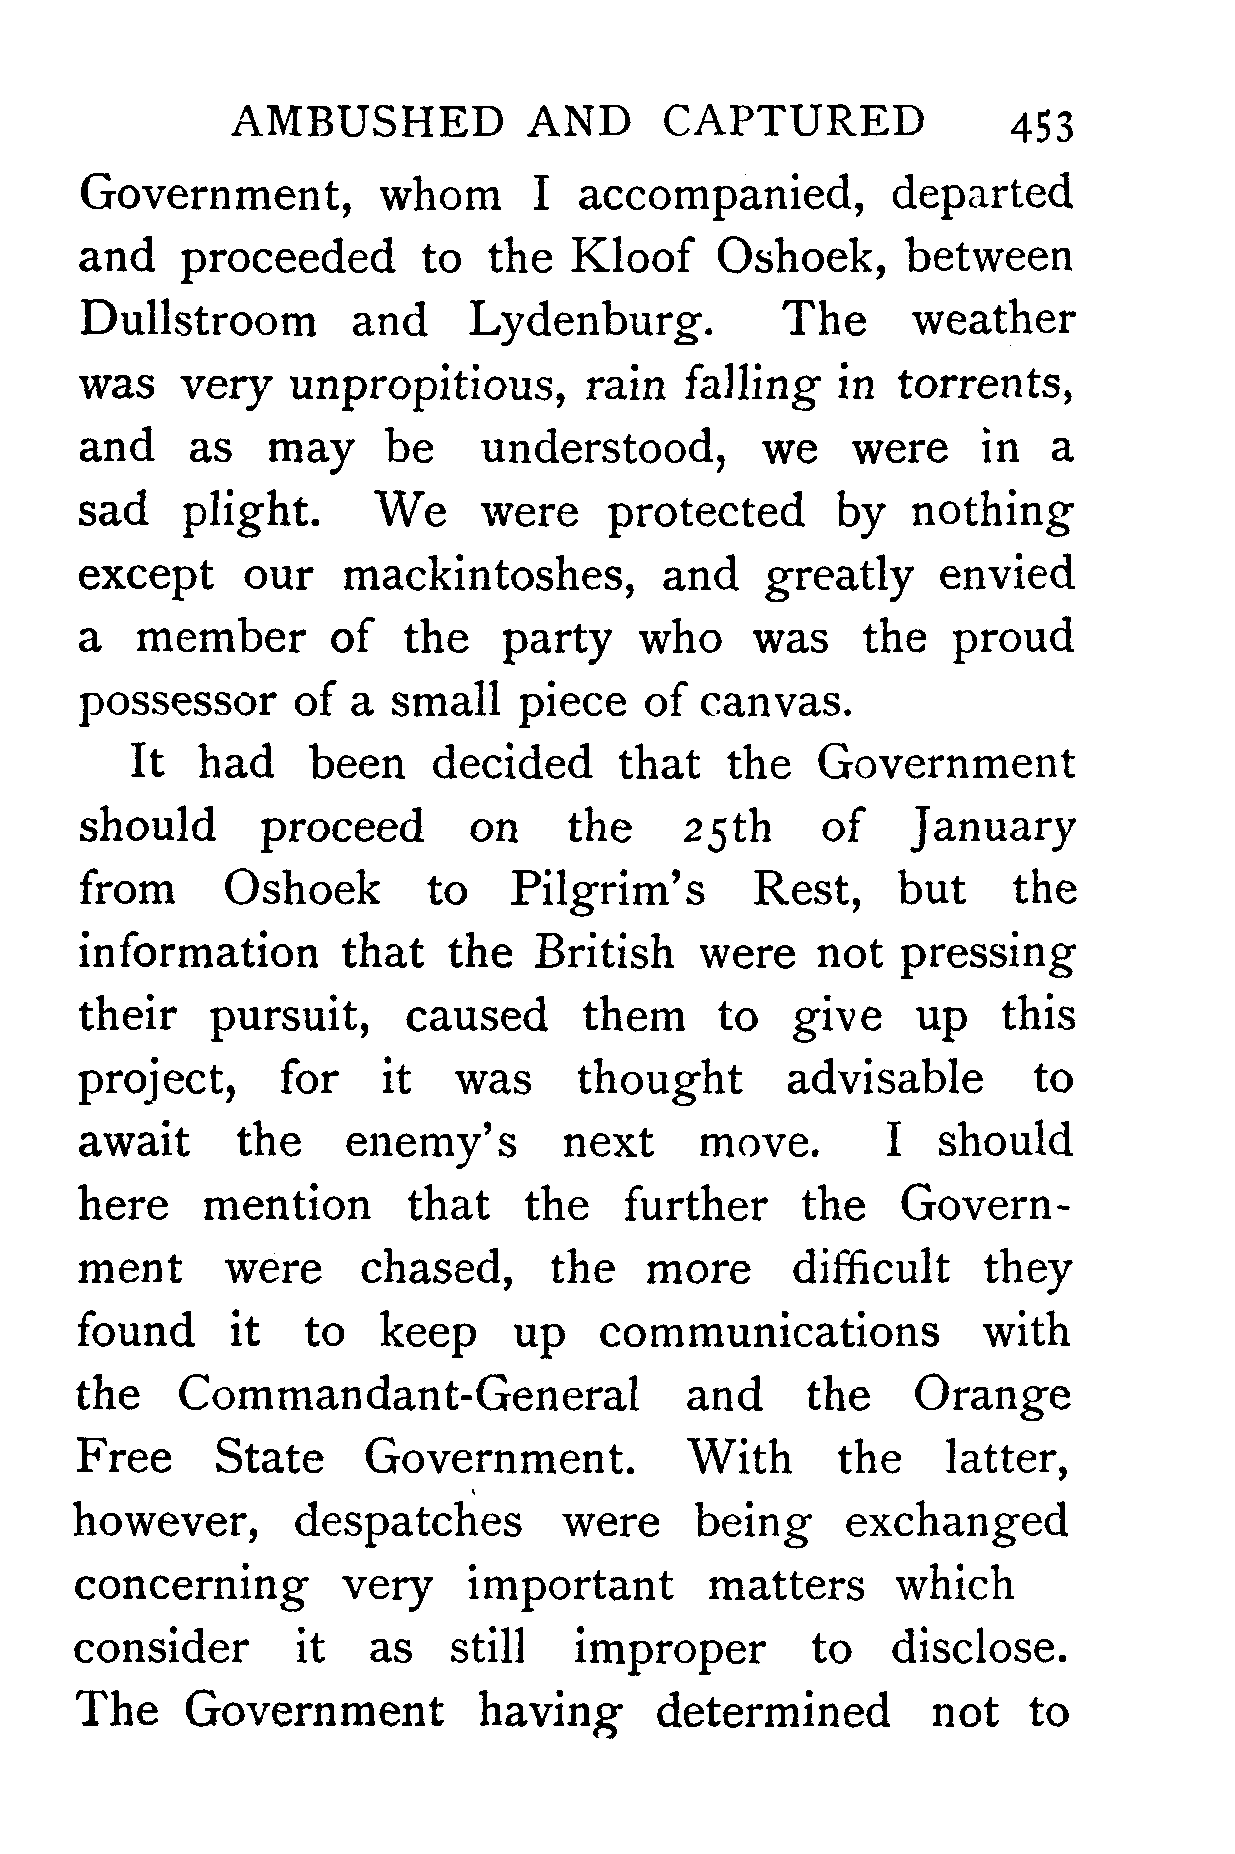 AMBUSHED AND CAPTURED 453
Government, whom I accompanied, departed
and proceeded to the Kloof Oshoek, between
Dullstroom and Lydenburg. The weather
was very unpropitious, rain falling in torrents,
and as may be understood, we were in a
sad plight. We were protected by nothing
except our mackintoshes, and greatly envied
a member of the party who was the proud
possessor of a small piece of canvas.
It had been decided that the Government
should proceed on the 25th of January
from Oshoek to Pilgrim's Rest, but the
information that the British were not pressing
their pursuit, caused them to give up this
project, for it was thought advisable to
await the enemy's next move. I should
here mention that the further the Govern-
ment were chased, the more difficult they
found it to keep up communications with
the Commandant-General and the Orange
Free State Government. With the latter,
however, despatches were being exchanged
concerning very important matters which
consider it as still improper to disclose.
The Government having determined not to